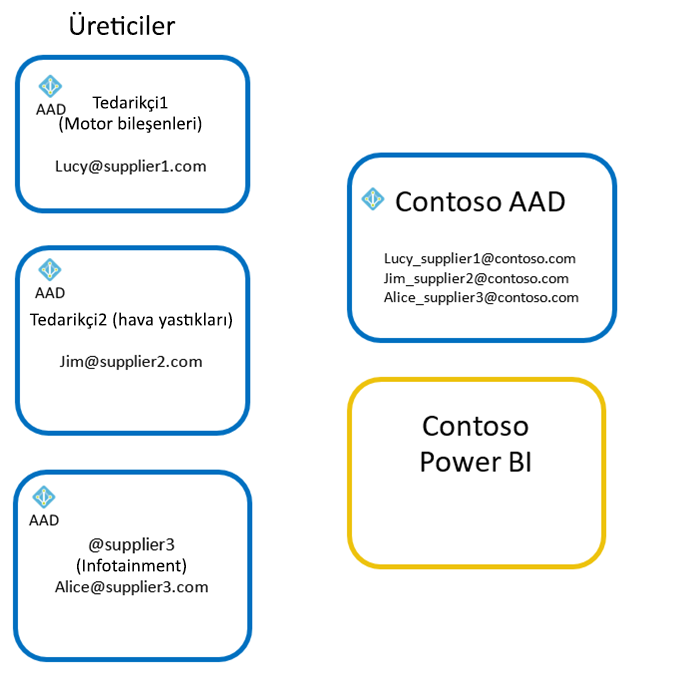 Üreticiler
AAD
Tedarikçi1
(Motor bileşenleri)
Lucy@supplier1.com
AAD
Tedarikçi2 (hava yastıkları)
Jim@supplier2.com
AAD
@supplier3
(Infotainment)
Alice@supplier3.com
Contoso AAD
Lucy_supplier1@contoso.com
Jim_supplier2@contoso.com
Alice_supplier3@contoso.com
Contoso
Power BI